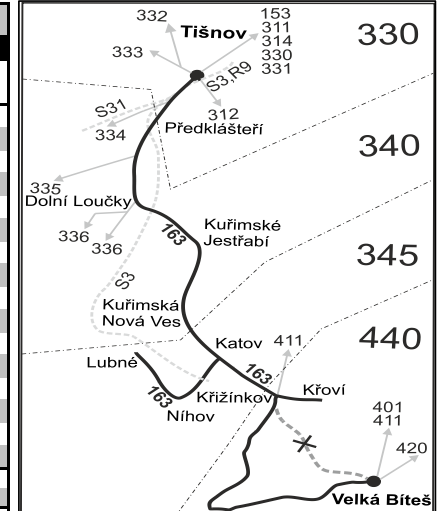 332
Tišnov
153
311
314
330
331
330
333
S3,R9
S31
312
334
Předklášteří
340
335
Dolní Loučky
336
336
163
Kuřimské
Jestřabí
345
S3
Kuřimská
Nová Ves
440
Katov
411
Lubné
163
163
Křižínkov
Křoví
Níhov
401
411
420
Velká Bíteš